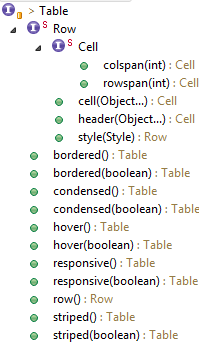 > Table
Row
Cell
colspan(int) : Cell
rowspan(int) : Cell
cell(Object...) : Cell
header(Object...) : Cell
style(Style) : Row
bordered() : Table
bordered(boolean) : Table
condensed() : Table
condensed(boolean) : Table
hover() : Table
hover(boolean) : Table
responsive() : Table
responsive(boolean) : Table
row() : Row
striped() : Table
striped(boolean) : Table